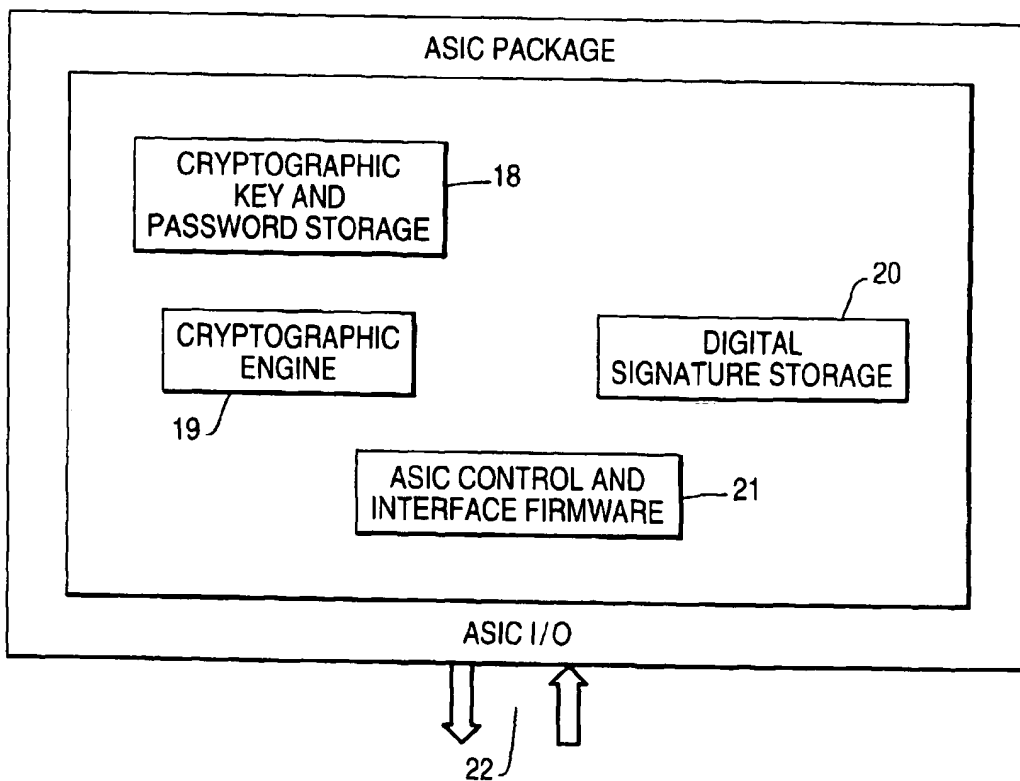 ASIC PACKAGE
CRYPTOGRAPHIC
KEY AND
PASSWORD STORAGE
18
CRYPTOGRAPHIC
ENGINE
19
20
DIGITAL
SIGNATURE STORAGE
ASIC CONTROL AND
INTERFACE FIRMWARE
21
ASIC I/O
22